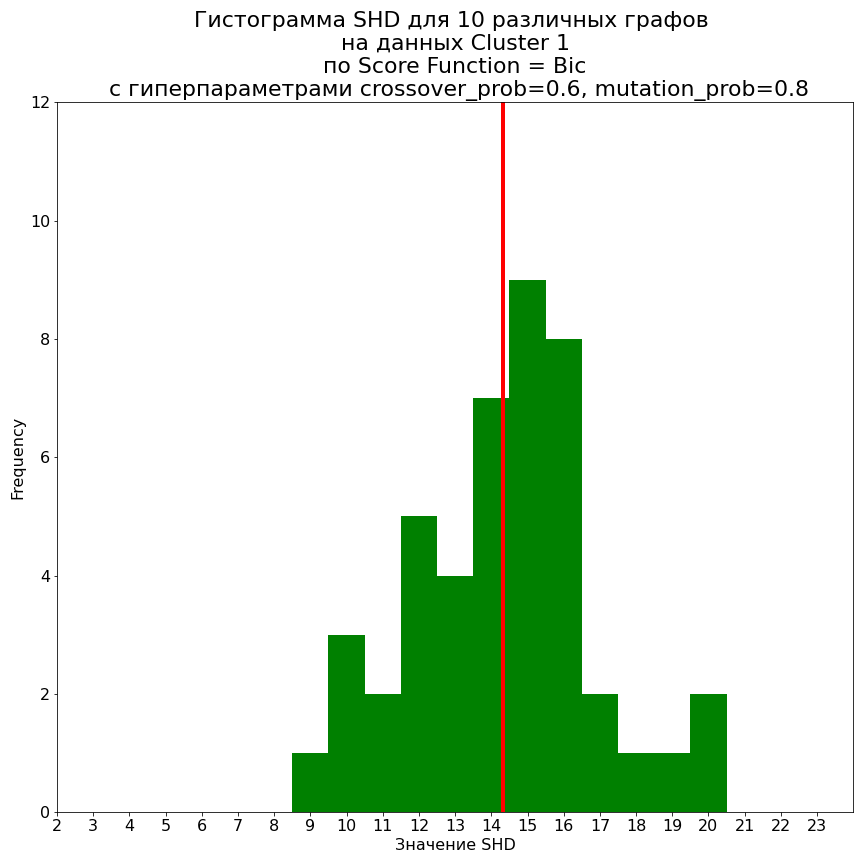 Гистограмма SHD для 10 различных графов
на данных Cluster 1
по Score Function = Bic
с гиперпараметрами crossover_prob=0.6, mutation_prob=0.8
12
10
8
6
4
2
0
Frequency
2 3 4 5 6 7 8 9 10 11 12 13 14 15 16 17 18 19 20 21 22 23
Значение SHD